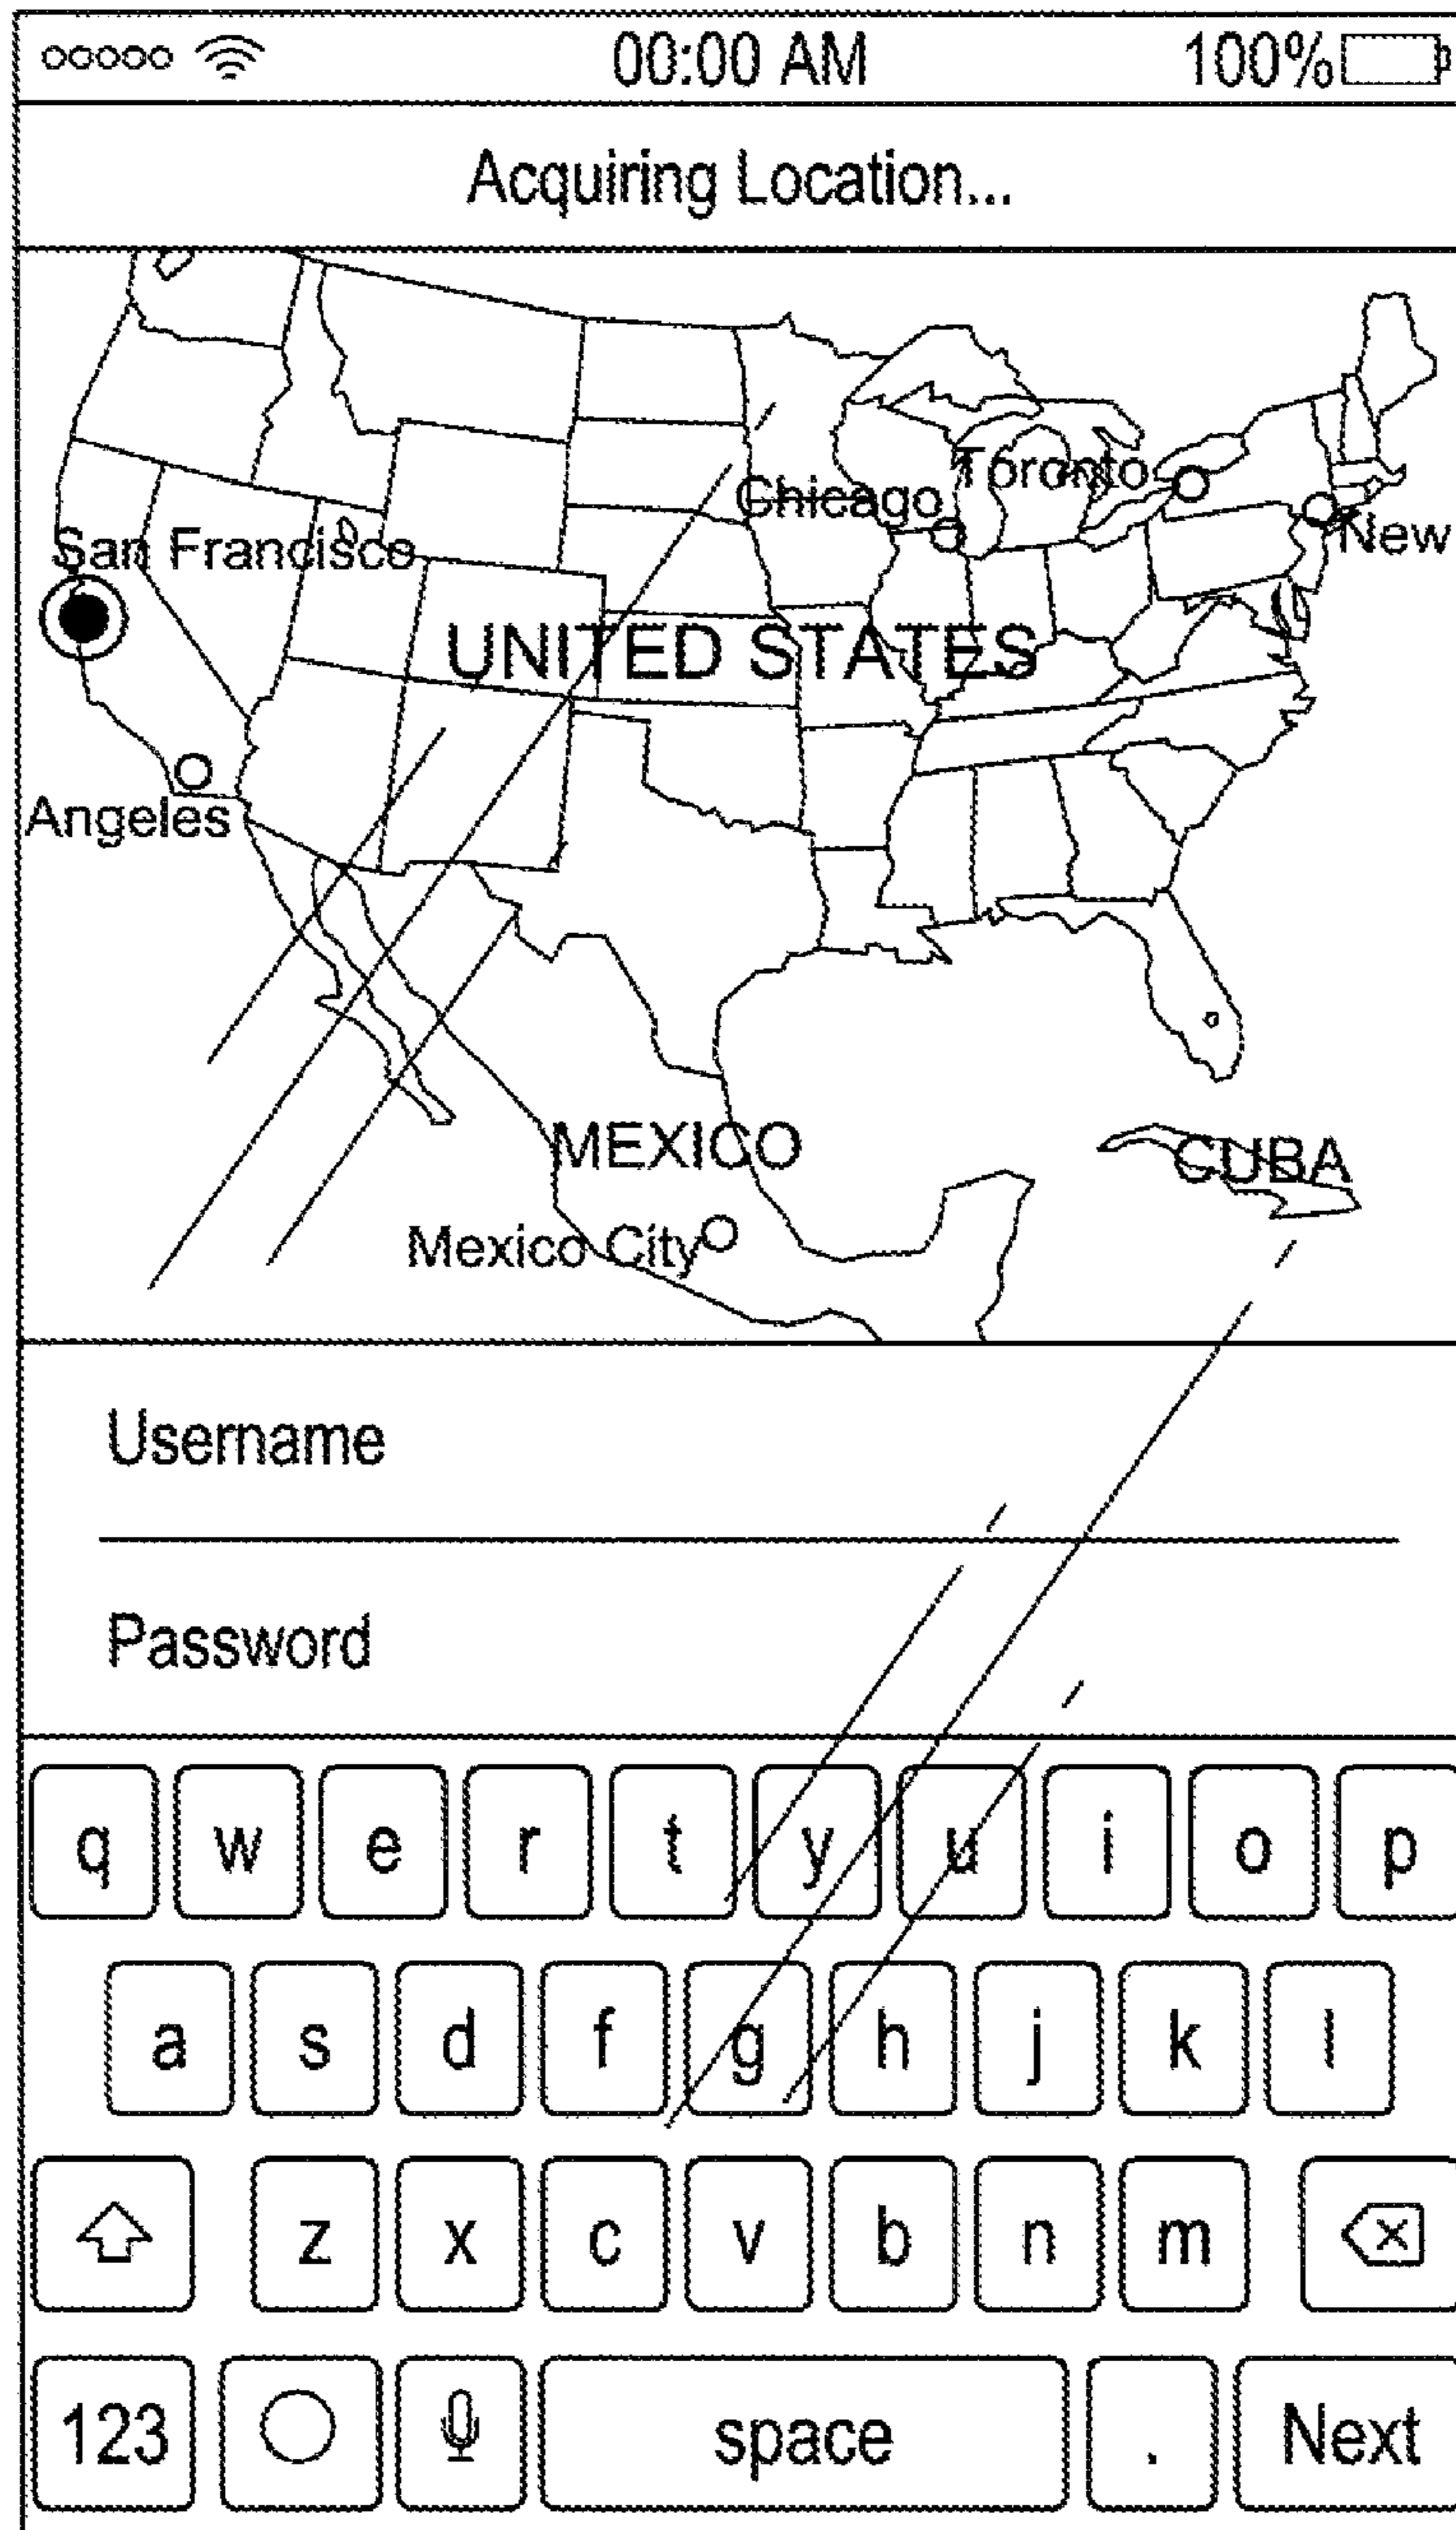 00:00 AM 100%
Acquiring Location...
Toronto
Chicago
New
San Francisco
UNITED STATES
Angeles
MEXICO
CUBA
Mexico City
Username
Password
q w e r t y u i o p
a s d f g h j k l
z x c v b n m
123 space . Next